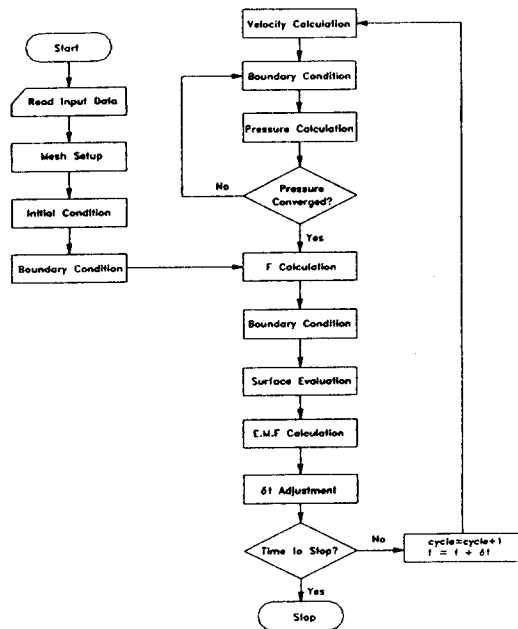 Start
Read Input Data
Mesh Setup
Initial Condition
Boundary Condition
Velocity Calculation
Boundary Condition
Pressure Calculation
Pressure
Converged?
No
Yes
F Calculation
Boundary Condition
Surface Evaluation
E.M.F Calculation
δt Adjustment
Time to Stop?
No
cycle=cycle+1
t = t + δt
Yes
Stop